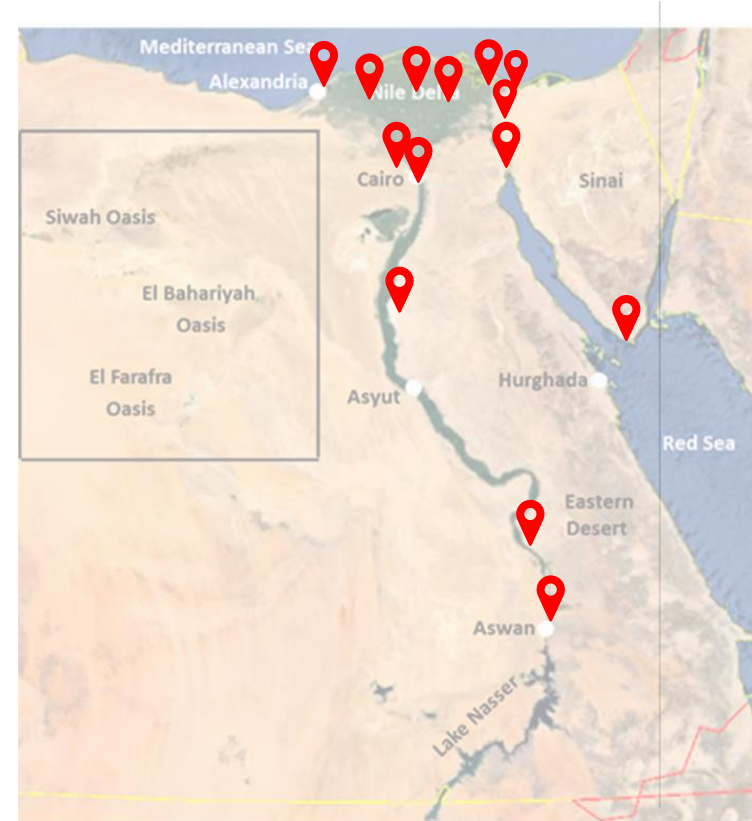 Mediterranean Sea
Alexandria
Nile Delta
Cairo
Sinai
Siwah Oasis
El Bahariyah
Oasis
El Farafra
Oasis
Asyut
Hurghada
Red Sea
Eastern
Desert
Aswan
Lake Nasser